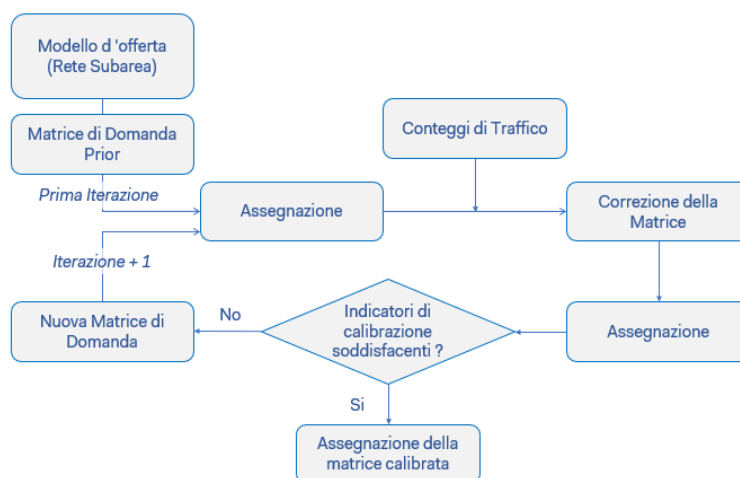 Modello d 'offerta
(Rete Subarea)
Matrice di Domanda
Prior
Conteggi di Traffico
Prima Iterazione
Assegnazione
Correzione della
Matrice
Iterazione + 1
Nuova Matrice di
Domanda
No
Indicatori di
calibrazione
soddisfacenti ?
Assegnazione
Si
Assegnazione della
matrice calibrata